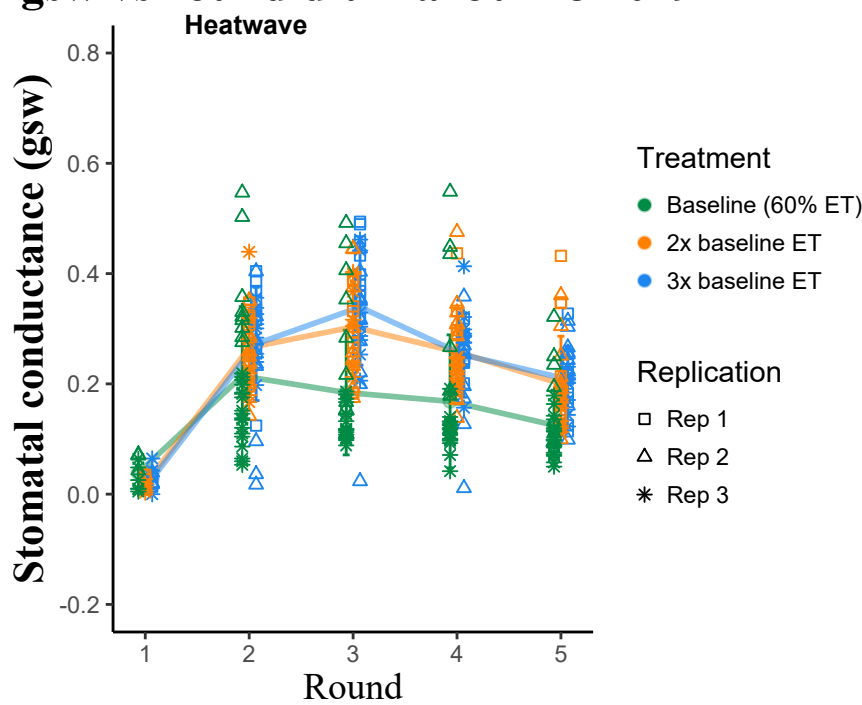 Heatwave
Stomatal conductance (gsw)
0.8
0.6
0.4
0.2
0.0
-0.2
1 2 3 4 5
Round
Treatment
Baseline (60% ET)
2x baseline ET
3x baseline ET
Replication
Rep 1
Rep 2
Rep 3